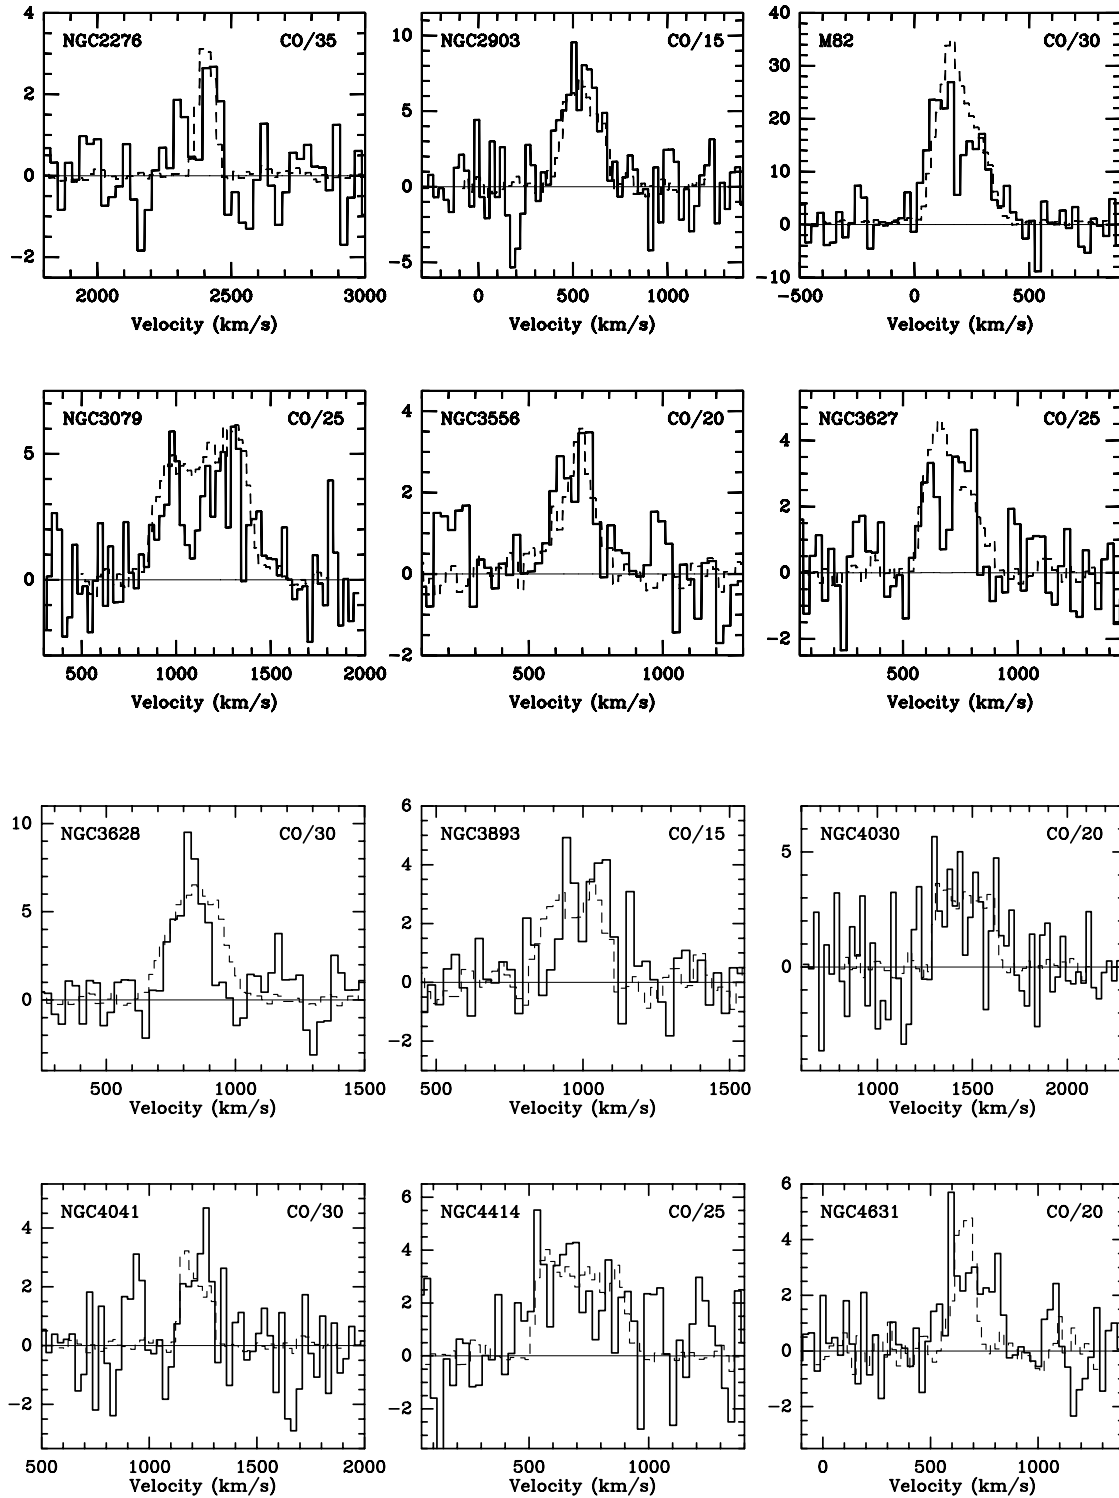 NGC2276 CO/35
4
2
0
−2
2000 2500 3000
Velocity (km/s)
NGC2903 CO/15
10
5
0
−5
0 500 1000
Velocity (km/s)
M82 CO/30
40
30
20
10
0
−10
−500 0 500
Velocity (km/s)
NGC3079 CO/25
5
0
500 1000 1500 2000
Velocity (km/s)
NGC3556 CO/20
4
2
0
−2
500 1000
Velocity (km/s)
NGC3627 CO/25
4
2
0
−2
500 1000
Velocity (km/s)
NGC3628 CO/30
10
5
0
500 1000 1500
Velocity (km/s)
NGC3893 CO/15
6
4
2
0
−2
500 1000 1500
Velocity (km/s)
NGC4030 CO/20
5
0
1000 1500 2000
Velocity (km/s)
NGC4041 CO/30
4
2
0
−2
500 1000 1500 2000
Velocity (km/s)
NGC4414 CO/25
6
4
2
0
−2
500 1000
Velocity (km/s)
NGC4631 CO/20
6
4
2
0
−2
0 500 1000
Velocity (km/s)